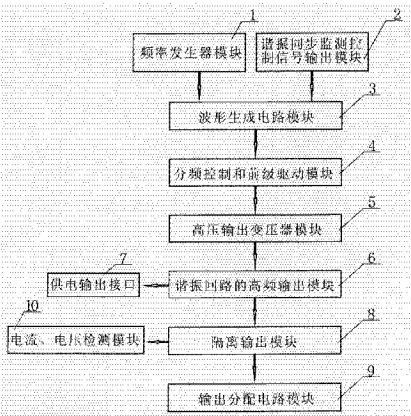 1
2
频率发生器模块
谐振同步监测控
制信号输出模块
3
波形生成电路模块
4
分频控制和前级驱动模块
5
高压输出变压器模块
6
7
供电输出接口
谐振回路的高频输出模块
10
8
电流、电压检测模块
隔离输出模块
9
输出分配电路模块